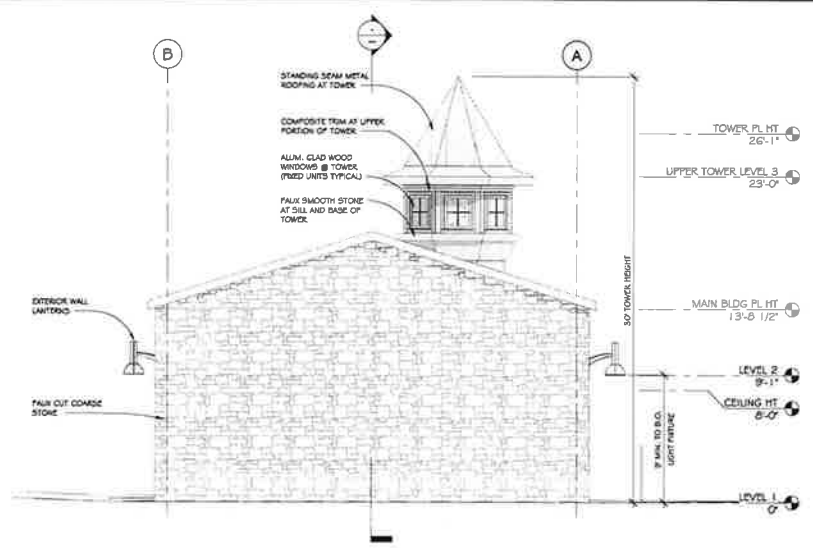 B
A
STANDING SEAM METAL
ROOFING AT TOWER
COMPOSITE TRIM AT UPPER
PORTION OF TOWER
ALUM. CLAD WOOD
WINDOWS @ TOWER
(FIXED UNITS TYPICAL)
FAUX SMOOTH STONE
AT SILL AND BASE OF
TOWER
EXTERIOR WALL
LANTERNS
FAUX CUT COARSE
STONE
30' TOWER HEIGHT
9' MIN. TO B.O.
LIGHT FIXTURE
TOWER PL HT
26'-1"
UPPER TOWER LEVEL 3
23'-0"
MAIN BLDG PL HT
13'-8 1/2"
LEVEL 2
9'-1"
CEILING HT
8'-0"
LEVEL 1
0"